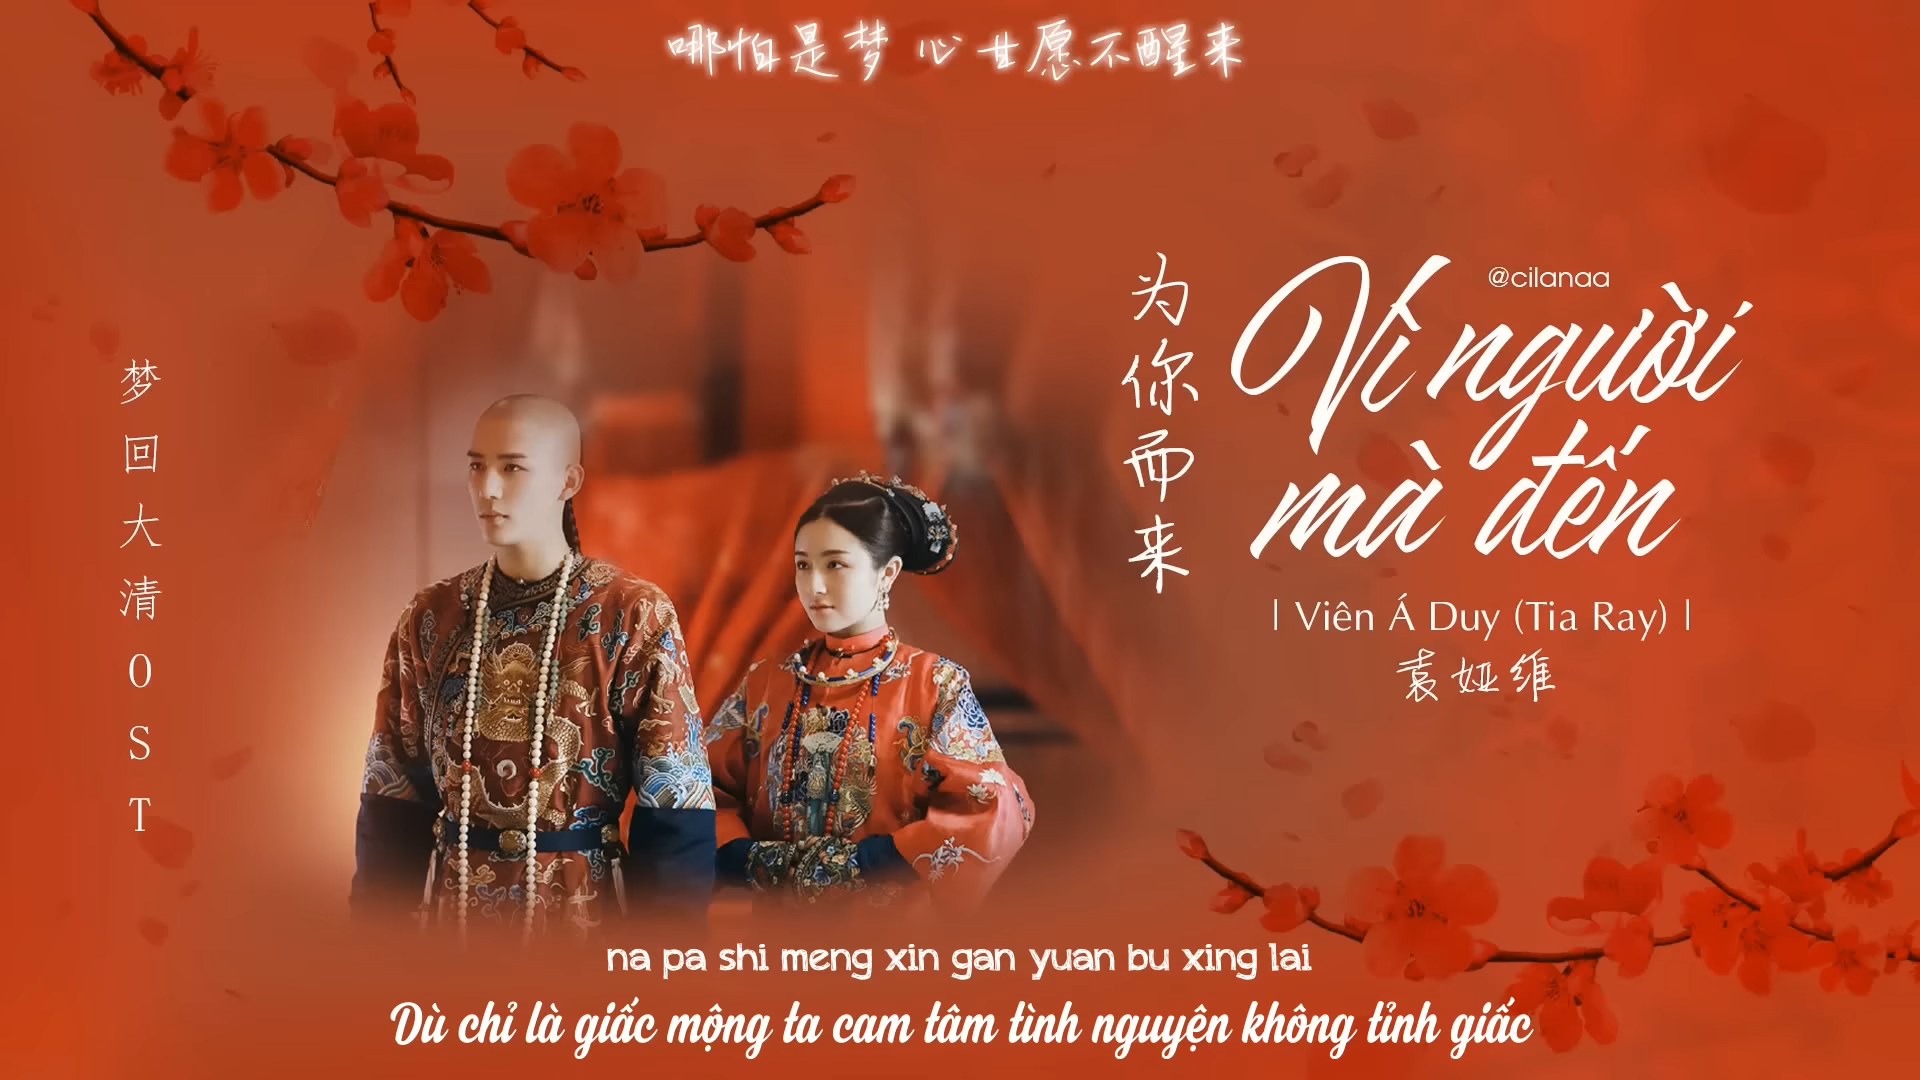 哪怕是梦 心甘愿不醒来
梦回大清OST
为你而来
@cilanaa
Vì người
mà đến
| Viên Á Duy (Tia Ray) |
袁娅维
na pa shi meng xin gan yuan bu xing lai
Dù chỉ là giấc mộng ta cam tâm tình nguyện không tỉnh giấc